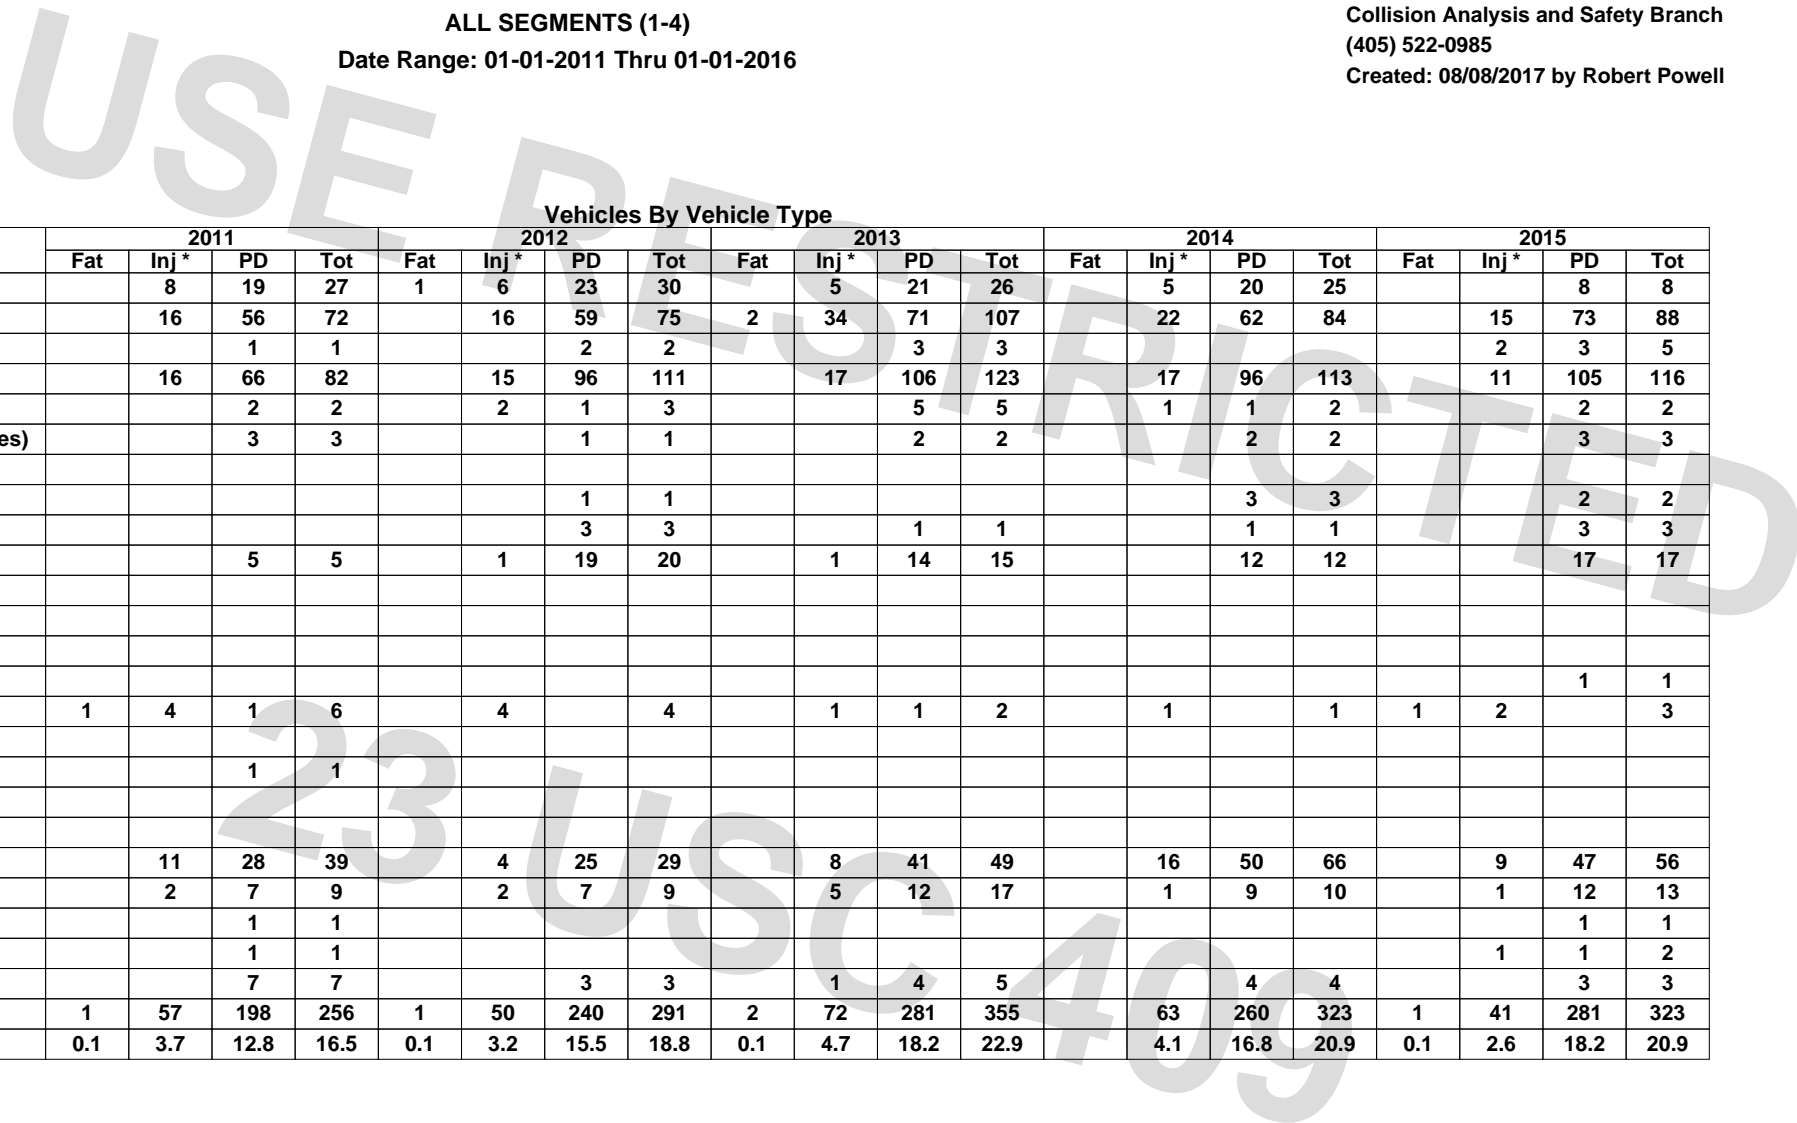 ALL SEGMENTS (1-4)
Date Range: 01-01-2011 Thru 01-01-2016
Collision Analysis and Safety Branch
(405) 522-0985
Created: 08/08/2017 by Robert Powell
USE RESTRICTED
23 USC 409
Vehicles By Vehicle Type
2011 2012 2013 2014 2015
Fat Inj * PD Tot Fat Inj * PD Tot Fat Inj * PD Tot Fat Inj * PD Tot Fat Inj * PD Tot
8 19 27 1 6 23 30 5 21 26 5 20 25 8 8
16 56 72 16 59 75 2 34 71 107 22 62 84 15 73 88
1 1 2 2 3 3 2 3 5
16 66 82 15 96 111 17 106 123 17 96 113 11 105 116
2 2 2 1 3 5 5 1 1 2 2 2
es) 3 3 1 1 2 2 2 2 3 3
1 1 3 3 2 2
3 3 1 1 1 1 3 3
5 5 1 19 20 1 14 15 12 12 17 17
1 1
1 4 1 6 4 4 1 1 2 1 1 1 2 3
1 1
11 28 39 4 25 29 8 41 49 16 50 66 9 47 56
2 7 9 2 7 9 5 12 17 1 9 10 1 12 13
1 1 1 1
1 1 1 1 2
7 7 3 3 1 4 5 4 4 3 3
1 57 198 256 1 50 240 291 2 72 281 355 63 260 323 1 41 281 323
0.1 3.7 12.8 16.5 0.1 3.2 15.5 18.8 0.1 4.7 18.2 22.9 4.1 16.8 20.9 0.1 2.6 18.2 20.9